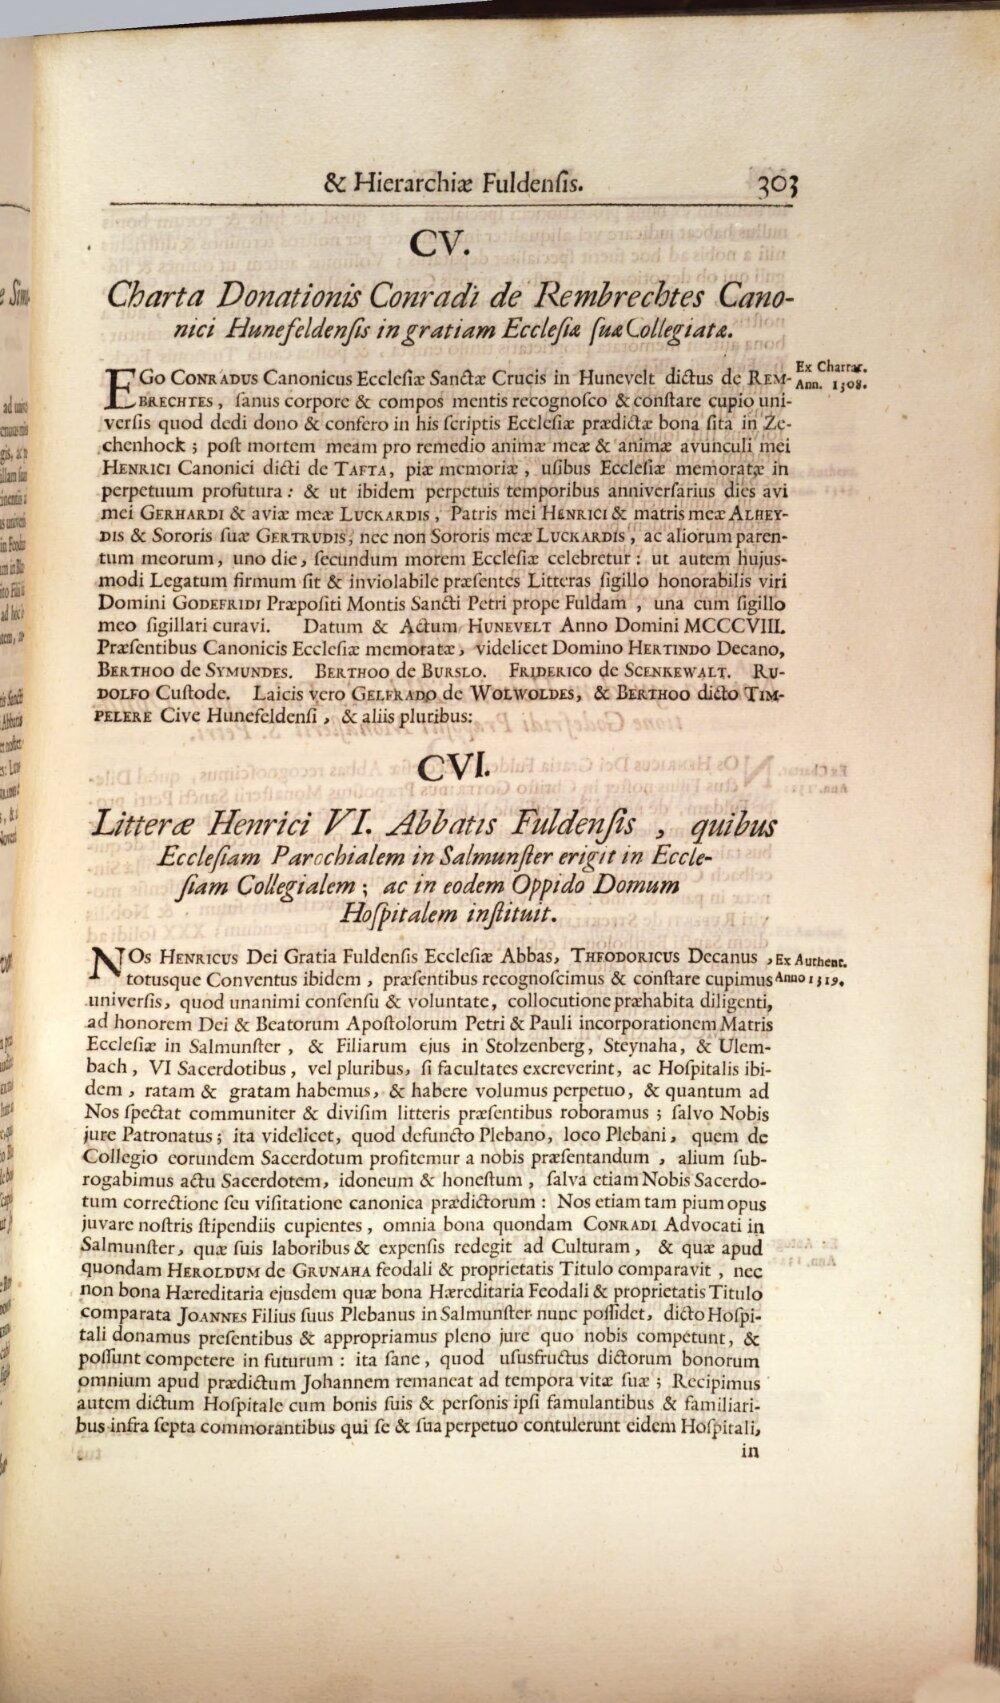 & Hierarchiæ Fuldensis. 303
CV.
Charta Donationis Conradi de Rembrechtes Cano-
nici Hunefeldensis in gratiam Ecclesiæ suæ Collegiatæ.
EGo CONRADUS Canonicus Ecclesiæ Sanctæ Crucis in Hunevelt dictus de REM- Ex Chartar.
BRECHTES, sanus corpore & compos mentis recognosco & constare cupio uni- Ann. 1308.
versis quod dedi dono & confero in his scriptis Ecclesiæ prædictæ bona sita in Ze-
chenhock; post mortem meam pro remedio animæ meæ & animæ avunculi mei
HENRICI Canonici dicti de TAFTA, piæ memoriæ, usibus Ecclesiæ memoratæ in
perpetuum profutura: & ut ibidem perpetuis temporibus anniversarius dies avi
mei GERHARDI & aviæ meæ LUCKARDIS, Patris mei HENRICI & matris meæ ALHEY-
DIS & Sororis suæ GERTRUDIS, nec non Sororis meæ LUCKARDIS, ac aliorum paren-
tum meorum, uno die, secundum morem Ecclesiæ celebretur: ut autem hujus-
modi Legatum firmum sit & inviolabile præsentes Litteras sigillo honorabilis viri
Domini GODEFRIDI Præpositi Montis Sancti Petri prope Fuldam, una cum sigillo
meo sigillari curavi. Datum & Actum HUNEVELT Anno Domini MCCCVIII.
Præsentibus Canonicis Ecclesiæ memoratæ, videlicet Domino HERTINDO Decano,
BERTHOO de SYMUNDES. BERTHOO de BURSLO. FRIDERICO de SCENKEWALT. RU-
DOLFO Custode. Laicis vero GELFRADO de WOLWOLDES, & BERTHOO dicto TIM-
PELERE Cive Hunefeldensi, & aliis pluribus:
CVI.
Litteræ Henrici VI. Abbatis Fuldensis, quibus
Ecclesiam Parochialem in Salmunster erigit in Eccle-
siam Collegialem; ac in eodem Oppido Domum
Hospitalem instituit.
NOs HENRICUS Dei Gratia Fuldensis Ecclesiæ Abbas, THEODORICUS Decanus, Ex Authent.
totusque Conventus ibidem, præsentibus recognoscimus & constare cupimus Anno 1319.
universis, quod unanimi consensu & voluntate, collocutione præhabita diligenti,
ad honorem Dei & Beatorum Apostolorum Petri & Pauli incorporationem Matris
Ecclesiæ in Salmunster, & Filiarum ejus in Stolzenberg, Steynaha, & Ulem-
bach, VI Sacerdotibus, vel pluribus, si facultates excreverint, ac Hospitalis ibi-
dem, ratam & gratam habemus, & habere volumus perpetuo, & quantum ad
Nos spectat communiter & divisim litteris præsentibus roboramus; salvo Nobis
jure Patronatus; ita videlicet, quod defuncto Plebano, loco Plebani, quem de
Collegio eorundem Sacerdotum profitemur a nobis præsentandum, alium sub-
rogabimus actu Sacerdotem, idoneum & honestum, salva etiam Nobis Sacerdo-
tum correctione seu visitatione canonica prædictorum: Nos etiam tam pium opus
juvare nostris stipendiis cupientes, omnia bona quondam CONRADI Advocati in
Salmunster, quæ suis laboribus & expensis redegit ad Culturam, & quæ apud
quondam HEROLDUM de GRUNAHA feodali & proprietatis Titulo comparavit, nec
non bona Hæreditaria ejusdem quæ bona Hæreditaria Feodali & proprietatis Titulo
comparata JOANNES Filius suus Plebanus in Salmunster nunc possidet, dicto Hospi-
tali donamus presentibus & appropriamus pleno jure quo nobis competunt, &
possunt competere in futurum: ita sane, quod ususfructus dictorum bonorum
omnium apud prædictum Johannem remaneat ad tempora vitæ suæ; Recipimus
autem dictum Hospitale cum bonis suis & personis ipsi famulantibus & familiari-
bus infra septa commorantibus qui se & sua perpetuo contulerunt eidem Hospitali,
in